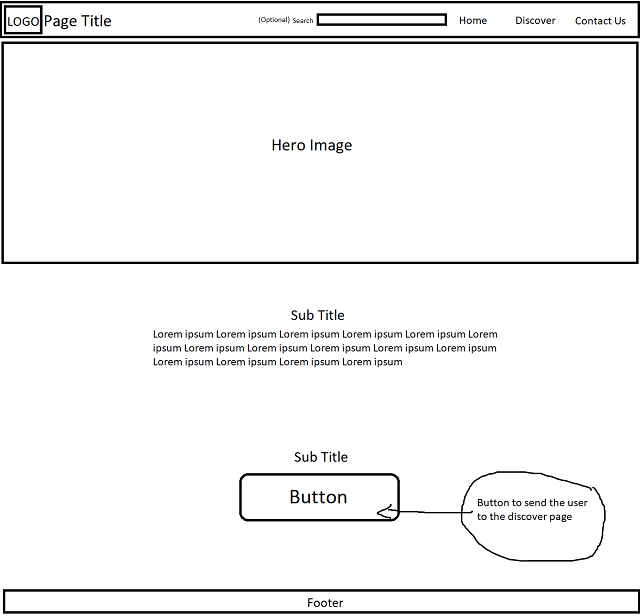 LOGO Page Title (Optional) Search Home Discover Contact Us
Hero Image
Sub Title
Lorem ipsum Lorem ipsum Lorem ipsum Lorem ipsum Lorem ipsum Lorem
ipsum Lorem ipsum Lorem ipsum Lorem ipsum Lorem ipsum Lorem ipsum
Lorem ipsum Lorem ipsum Lorem ipsum Lorem ipsum
Sub Title
Button
Button to send the user
to the discover page
Footer